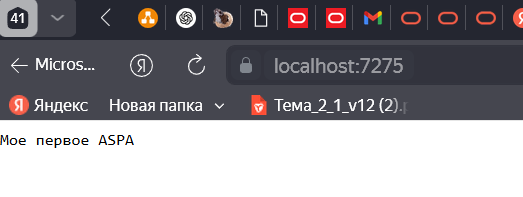 41
Micros...
localhost:7275
Яндекс
Новая папка
Тема_2_1_v12 (2).
Мое первое ASPA